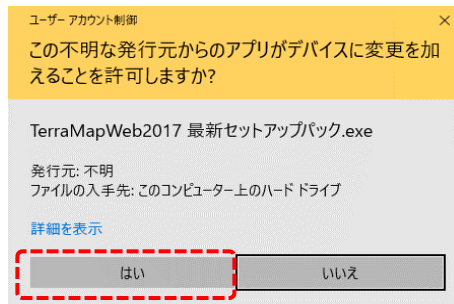 ユーザー アカウント制御
この不明な発行元からのアプリがデバイスに変更を加
えることを許可しますか?
TerraMapWeb2017 最新セットアップパック.exe
発行元: 不明
ファイルの入手先: このコンピューター上のハード ドライブ
詳細を表示
はい
いいえ